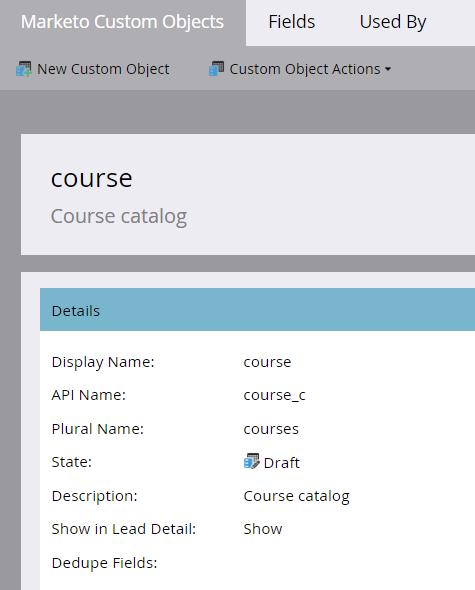 Marketo Custom Objects Fields Used By
New Custom Object Custom Object Actions
course
Course catalog
Details
Display Name: course
API Name: course_c
Plural Name: courses
State: Draft
Description: Course catalog
Show in Lead Detail: Show
Dedupe Fields: